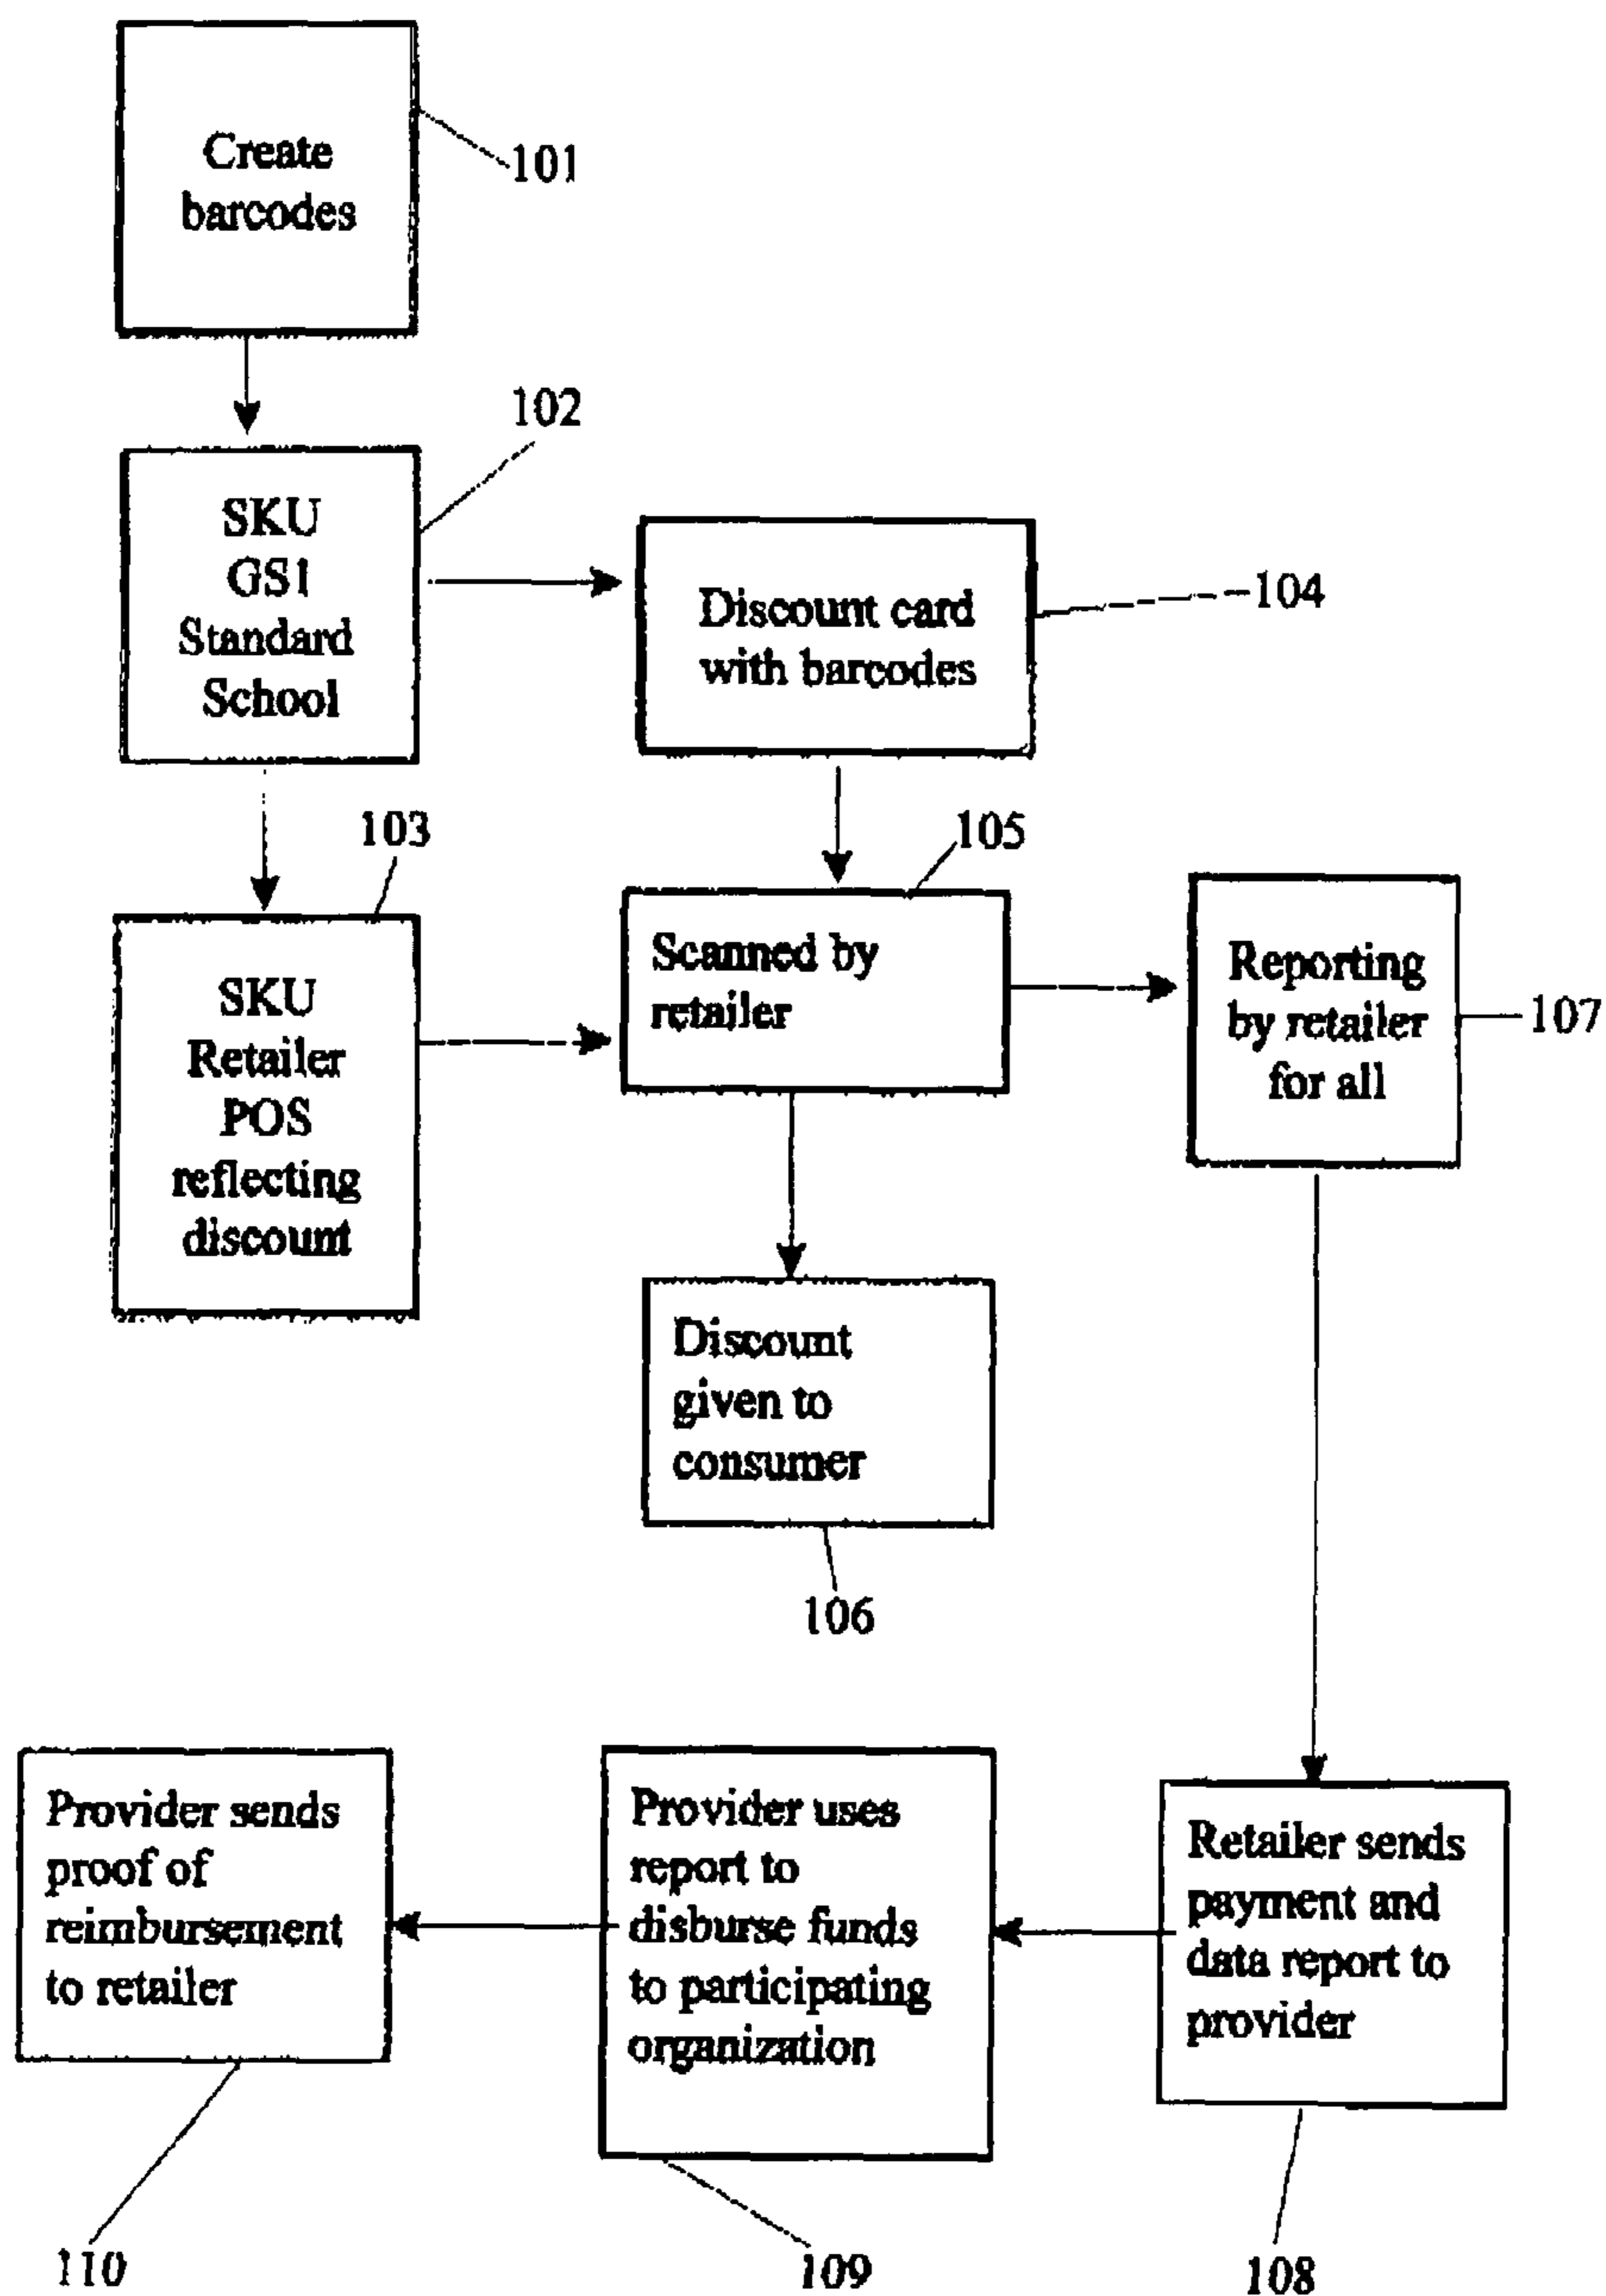 Create
barcodes
101
102
SKU
GS1
Standard
School
Discount card
with barcodes
104
103
SKU
Retailer
POS
reflecting
discount
105
Scanned by
retailer
Reporting
by retailer
for all
107
Discount
given to
consumer
106
Retailer sends
payment and
data report to
provider
108
Provider uses
report to
disburse funds
to participating
organization
109
Provider sends
proof of
reimbursement
to retailer
110